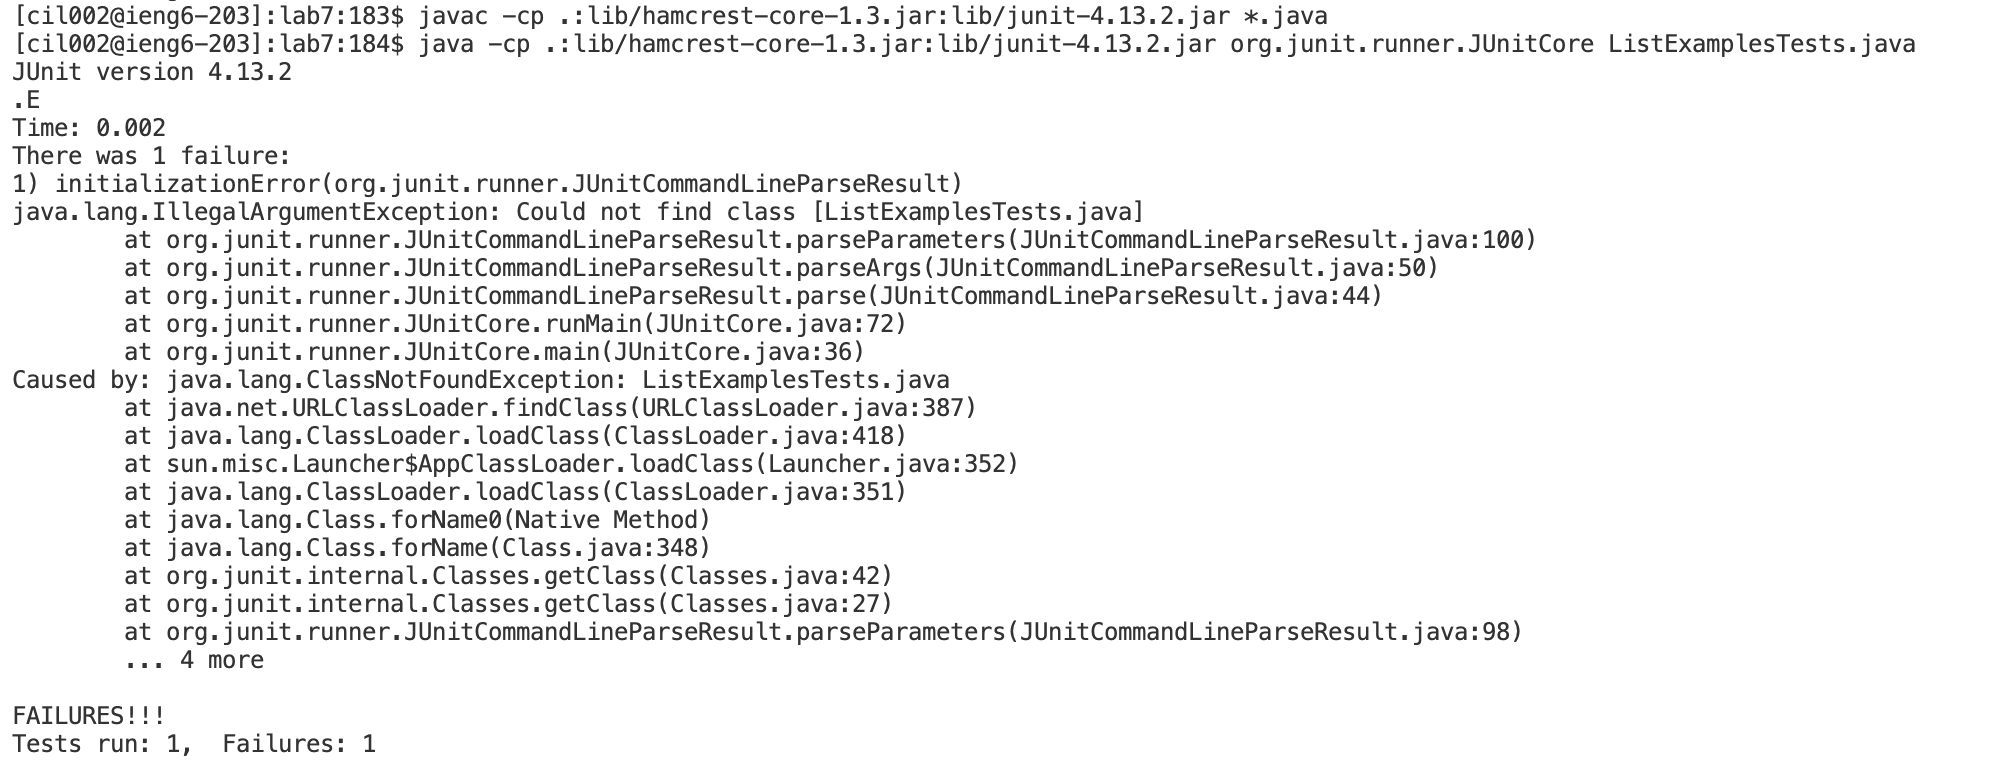 [cil002@ieng6-203]:lab7:183$ javac -cp .:lib/hamcrest-core-1.3.jar:lib/junit-4.13.2.jar *.java
[cil002@ieng6-203]:lab7:184$ java -cp .:lib/hamcrest-core-1.3.jar:lib/junit-4.13.2.jar org.junit.runner.JUnitCore ListExamplesTests.java
JUnit version 4.13.2
.E
Time: 0.002
There was 1 failure:
1) initializationError(org.junit.runner.JUnitCommandLineParseResult)
java.lang.IllegalArgumentException: Could not find class [ListExamplesTests.java]
        at org.junit.runner.JUnitCommandLineParseResult.parseParameters(JUnitCommandLineParseResult.java:100)
        at org.junit.runner.JUnitCommandLineParseResult.parseArgs(JUnitCommandLineParseResult.java:50)
        at org.junit.runner.JUnitCommandLineParseResult.parse(JUnitCommandLineParseResult.java:44)
        at org.junit.runner.JUnitCore.runMain(JUnitCore.java:72)
        at org.junit.runner.JUnitCore.main(JUnitCore.java:36)
Caused by: java.lang.ClassNotFoundException: ListExamplesTests.java
        at java.net.URLClassLoader.findClass(URLClassLoader.java:387)
        at java.lang.ClassLoader.loadClass(ClassLoader.java:418)
        at sun.misc.Launcher$AppClassLoader.loadClass(Launcher.java:352)
        at java.lang.ClassLoader.loadClass(ClassLoader.java:351)
        at java.lang.Class.forName0(Native Method)
        at java.lang.Class.forName(Class.java:348)
        at org.junit.internal.Classes.getClass(Classes.java:42)
        at org.junit.internal.Classes.getClass(Classes.java:27)
        at org.junit.runner.JUnitCommandLineParseResult.parseParameters(JUnitCommandLineParseResult.java:98)
        ... 4 more
FAILURES!!!
Tests run: 1,  Failures: 1